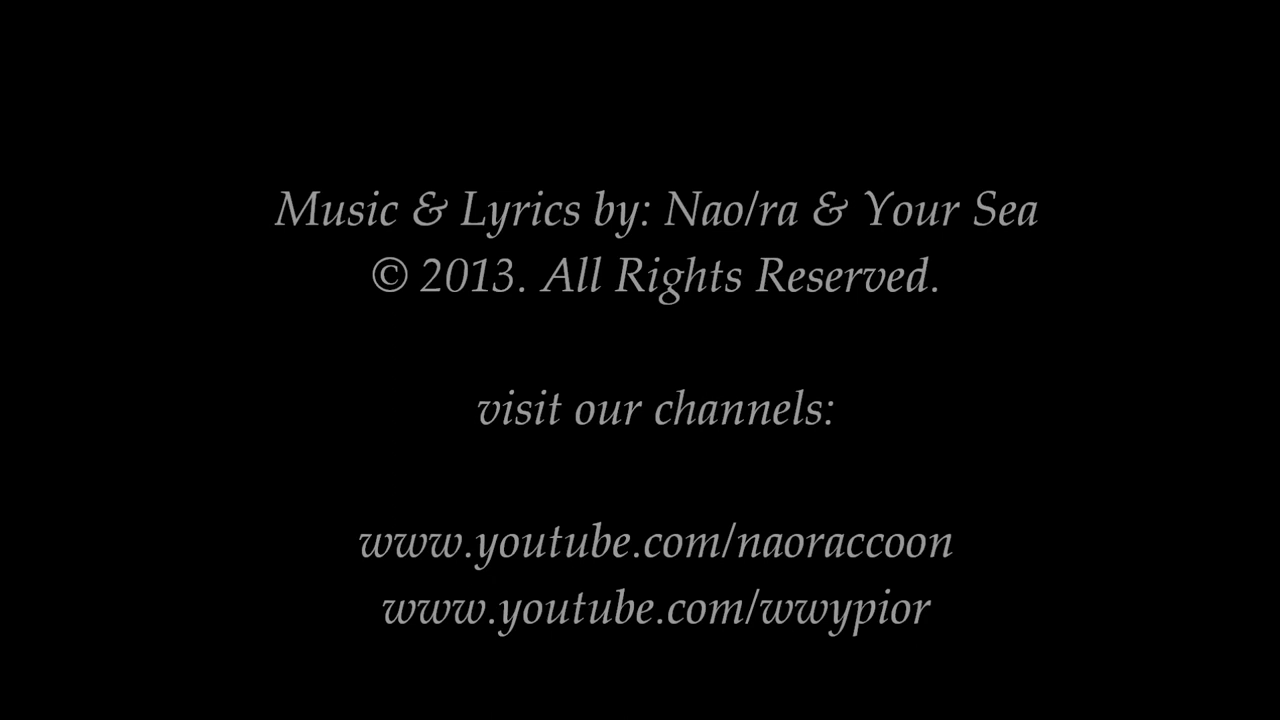 Music & Lyrics by: Nao/ra & Your Sea
© 2013. All Rights Reserved.
visit our channels:
www.youtube.com/naoraccoon
www.youtube.com/wwypior